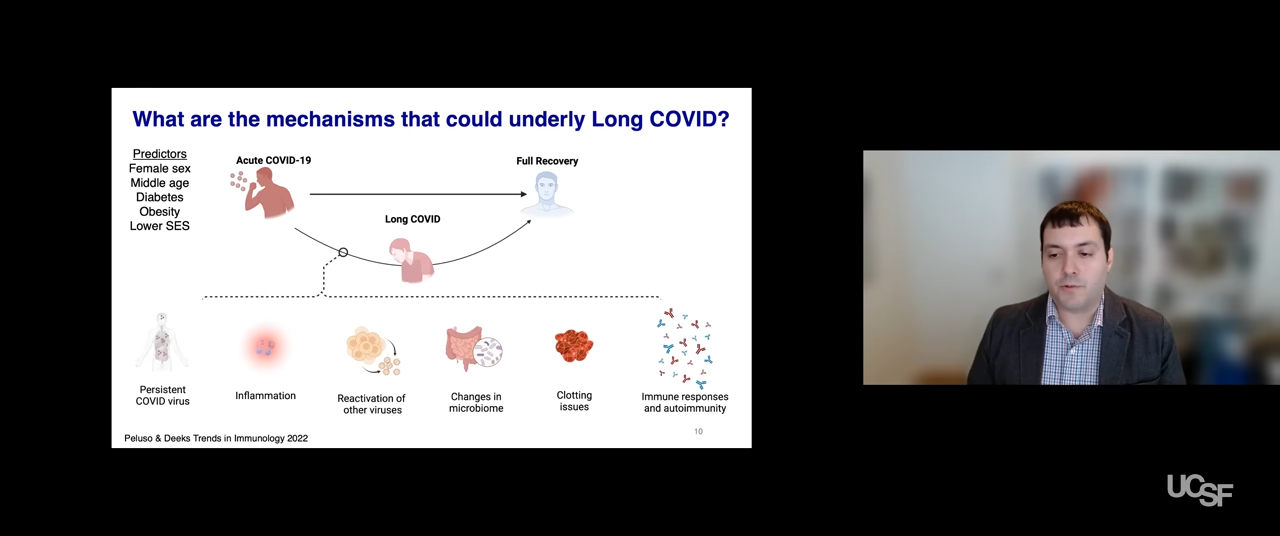 What are the mechanisms that could underly Long COVID?
Predictors
Female sex
Middle age
Diabetes
Obesity
Lower SES
Acute COVID-19
Full Recovery
Long COVID
Persistent
COVID virus
Inflammation
Reactivation of
other viruses
Changes in
microbiome
Clotting
issues
Immune responses
and autoimmunity
Peluso & Deeks Trends in Immunology 2022
10
UCSF